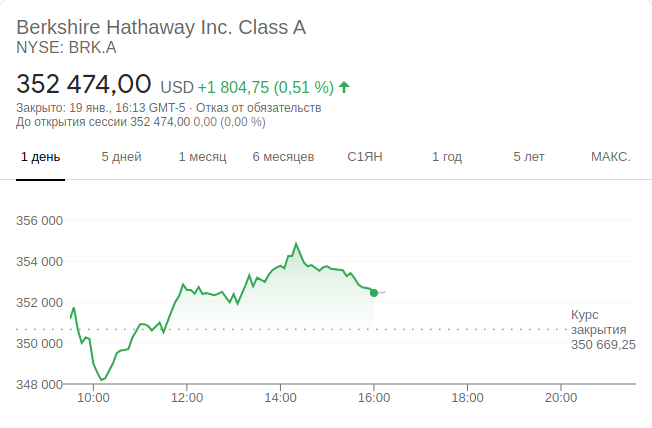 Berkshire Hathaway Inc. Class A
NYSE: BRK.A
352 474,00 USD +1 804,75 (0,51 %)
Закрыто: 19 янв., 16:13 GMT-5 · Отказ от обязательств
До открытия сессии 352 474,00 0,00 (0,00 %)
1 день 5 дней 1 месяц 6 месяцев С1ЯН 1 год 5 лет МАКС.
356 000
354 000
352 000
350 000
348 000
Курс
закрытия
350 669,25
10:00 12:00 14:00 16:00 18:00 20:00